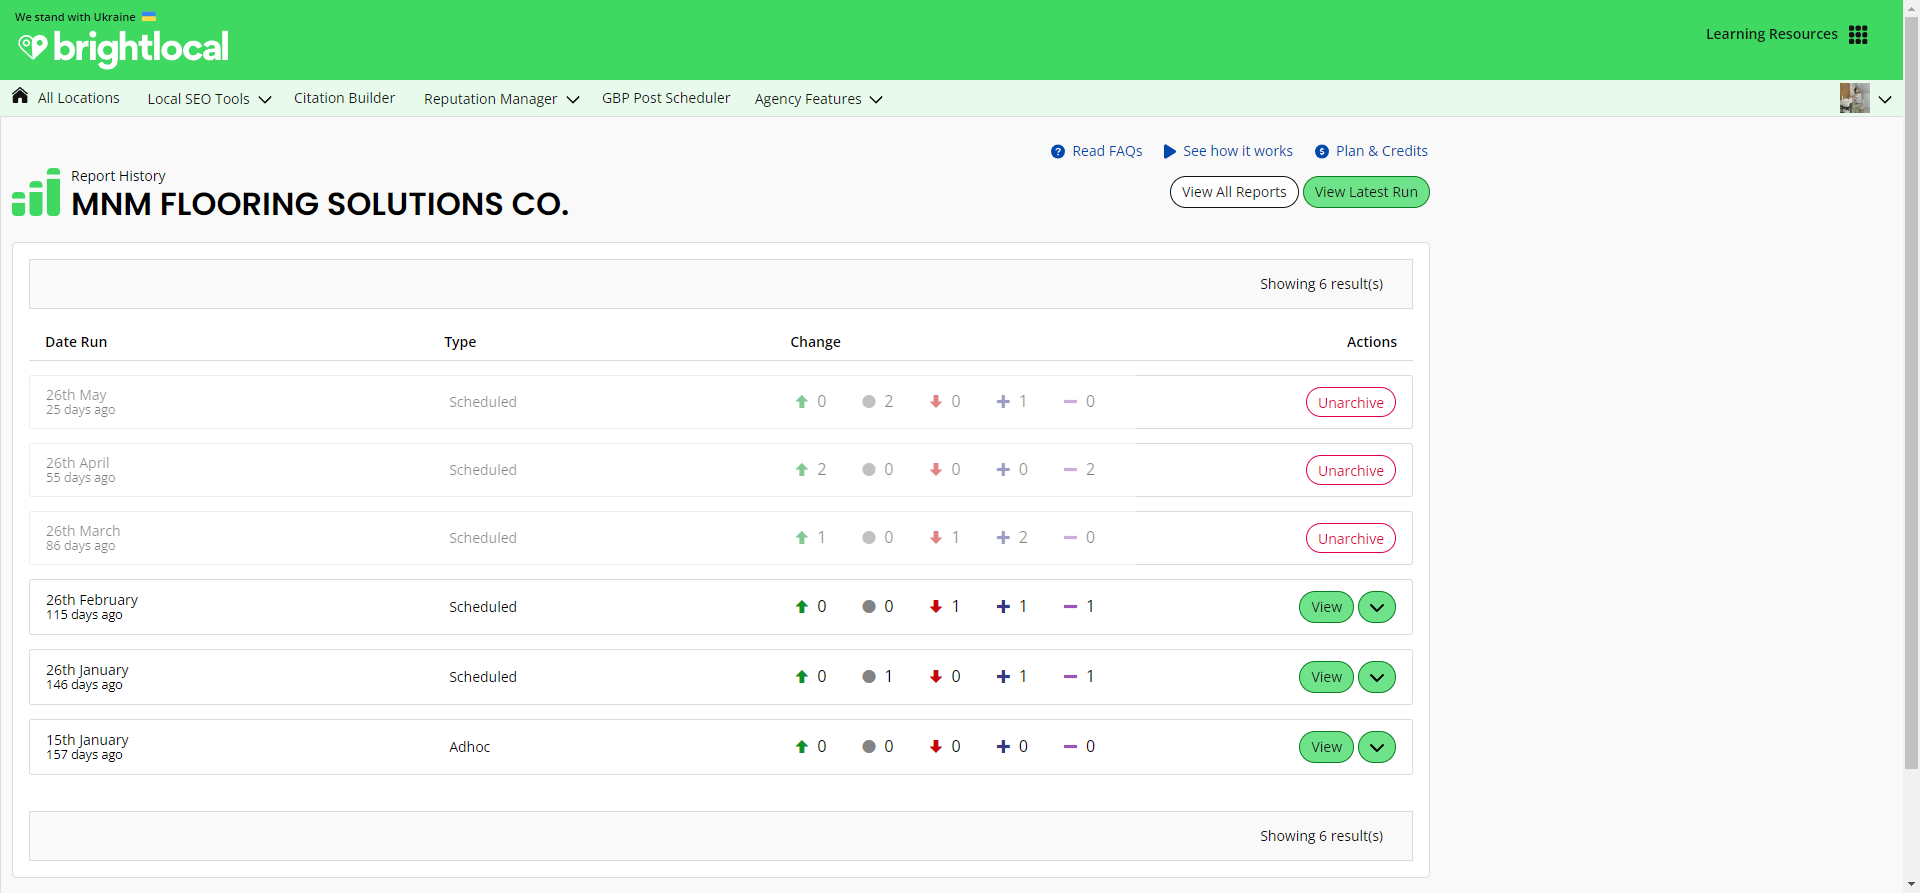 We stand with Ukraine
brightlocal
Learning Resources
All Locations Local SEO Tools Citation Builder Reputation Manager GBP Post Scheduler Agency Features
Read FAQs See how it works Plan & Credits
Report History
MNM FLOORING SOLUTIONS CO.
View All Reports View Latest Run
Showing 6 result(s)
Date Run Type Change Actions
26th May
25 days ago
Scheduled 0 2 0 1 0 Unarchive
26th April
55 days ago
Scheduled 2 0 0 0 2 Unarchive
26th March
86 days ago
Scheduled 1 0 1 2 0 Unarchive
26th February
115 days ago
Scheduled 0 0 1 1 1 View
26th January
146 days ago
Scheduled 0 1 0 1 1 View
15th January
157 days ago
Adhoc 0 0 0 0 0 View
Showing 6 result(s)